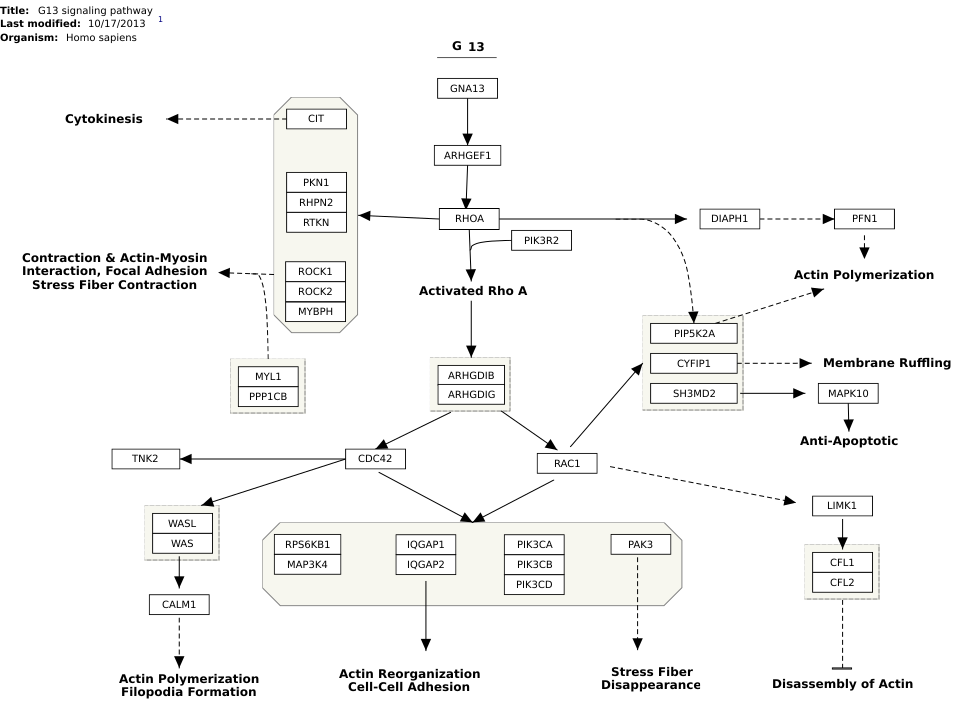 Title: G13 signaling pathway
Last modified: 10/17/2013 1
Organism: Homo sapiens
G 13
GNA13
Cytokinesis
CIT
ARHGEF1
PKN1
RHPN2
RTKN
RHOA
DIAPH1
PFN1
PIK3R2
Contraction & Actin-Myosin
Interaction, Focal Adhesion
Stress Fiber Contraction
ROCK1
ROCK2
MYBPH
Activated Rho A
Actin Polymerization
PIP5K2A
CYFIP1
SH3MD2
Membrane Ruffling
MAPK10
Anti-Apoptotic
MYL1
PPP1CB
ARHGDIB
ARHGDIG
TNK2
CDC42
RAC1
LIMK1
WASL
WAS
RPS6KB1
MAP3K4
IQGAP1
IQGAP2
PIK3CA
PIK3CB
PIK3CD
PAK3
CFL1
CFL2
CALM1
Actin Polymerization
Filopodia Formation
Actin Reorganization
Cell-Cell Adhesion
Stress Fiber
Disappearance
Disassembly of Actin